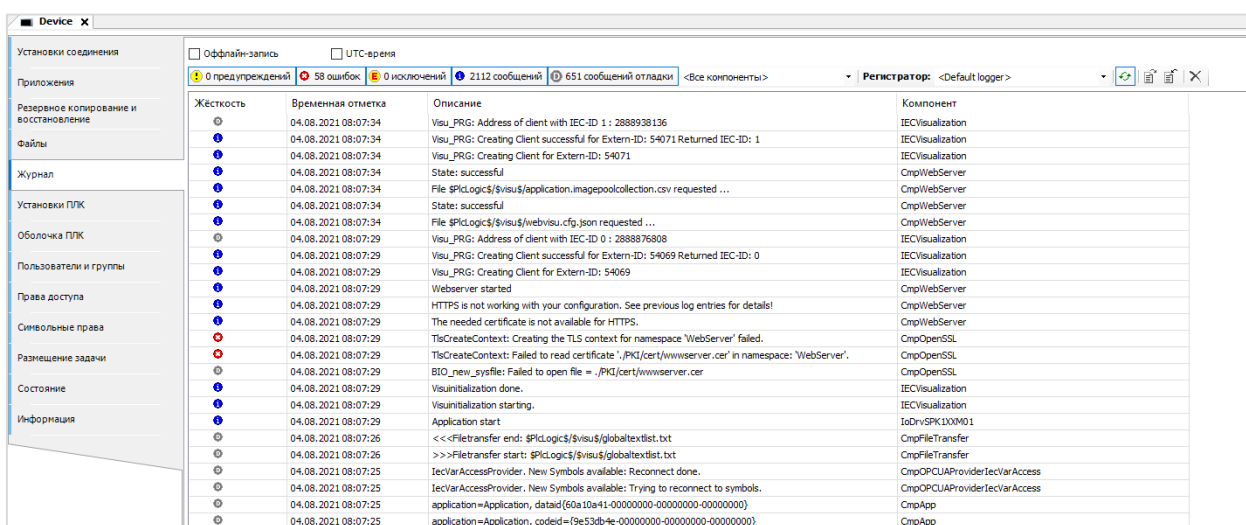 Device X
Установки соединения
Приложения
Резервное копирование и
восстановление
Файлы
Журнал
Установки ПЛК
Оболочка ПЛК
Пользователи и группы
Права доступа
Символьные права
Размещение задачи
Состояние
Информация
Оффлайн-запись UTC-время
0 предупреждений 58 ошибок E 0 исключений 2112 сообщений D 651 сообщений отладки <Все компоненты> Регистратор: <Default logger>
Жёсткость Временная отметка Описание Компонент
04.08.2021 08:07:34 Visu_PRG: Address of client with IEC-ID 1 : 2888938136 IECVisualization
04.08.2021 08:07:34 Visu_PRG: Creating Client successful for Extern-ID: 54071 Returned IEC-ID: 1 IECVisualization
04.08.2021 08:07:34 Visu_PRG: Creating Client for Extern-ID: 54071 IECVisualization
04.08.2021 08:07:34 State: successful CmpWebServer
04.08.2021 08:07:34 File $PlcLogic$/$visu$/application.imagepoolcollection.csv requested ... CmpWebServer
04.08.2021 08:07:34 State: successful CmpWebServer
04.08.2021 08:07:34 File $PlcLogic$/$visu$/webvisu.cfg.json requested ... CmpWebServer
04.08.2021 08:07:29 Visu_PRG: Address of client with IEC-ID 0 : 2888876808 IECVisualization
04.08.2021 08:07:29 Visu_PRG: Creating Client successful for Extern-ID: 54069 Returned IEC-ID: 0 IECVisualization
04.08.2021 08:07:29 Visu_PRG: Creating Client for Extern-ID: 54069 IECVisualization
04.08.2021 08:07:29 Webserver started CmpWebServer
04.08.2021 08:07:29 HTTPS is not working with your configuration. See previous log entries for details! CmpWebServer
04.08.2021 08:07:29 The needed certificate is not available for HTTPS. CmpWebServer
04.08.2021 08:07:29 TlsCreateContext: Creating the TLS context for namespace 'WebServer' failed. CmpOpenSSL
04.08.2021 08:07:29 TlsCreateContext: Failed to read certificate './PKI/cert/wwwserver.cer' in namespace: 'WebServer'. CmpOpenSSL
04.08.2021 08:07:29 BIO_new_sysfile: Failed to open file = ./PKI/cert/wwwserver.cer CmpOpenSSL
04.08.2021 08:07:29 Visuinitialization done. IECVisualization
04.08.2021 08:07:29 Visuinitialization starting. IECVisualization
04.08.2021 08:07:29 Application start IoDrvSPK1XXM01
04.08.2021 08:07:26 <<<Filetransfer end: $PlcLogic$/$visu$/globaltextlist.txt CmpFileTransfer
04.08.2021 08:07:26 >>>Filetransfer start: $PlcLogic$/$visu$/globaltextlist.txt CmpFileTransfer
04.08.2021 08:07:25 IecVarAccessProvider. New Symbols available: Reconnect done. CmpOPCUAProviderIecVarAccess
04.08.2021 08:07:25 IecVarAccessProvider. New Symbols available: Trying to reconnect to symbols. CmpOPCUAProviderIecVarAccess
04.08.2021 08:07:25 application=Application, dataid{60a10a41-00000000-00000000-00000000} CmpApp
04.08.2021 08:07:25 application=Application, codeid={9e53db4e-00000000-00000000-00000000} CmpApp